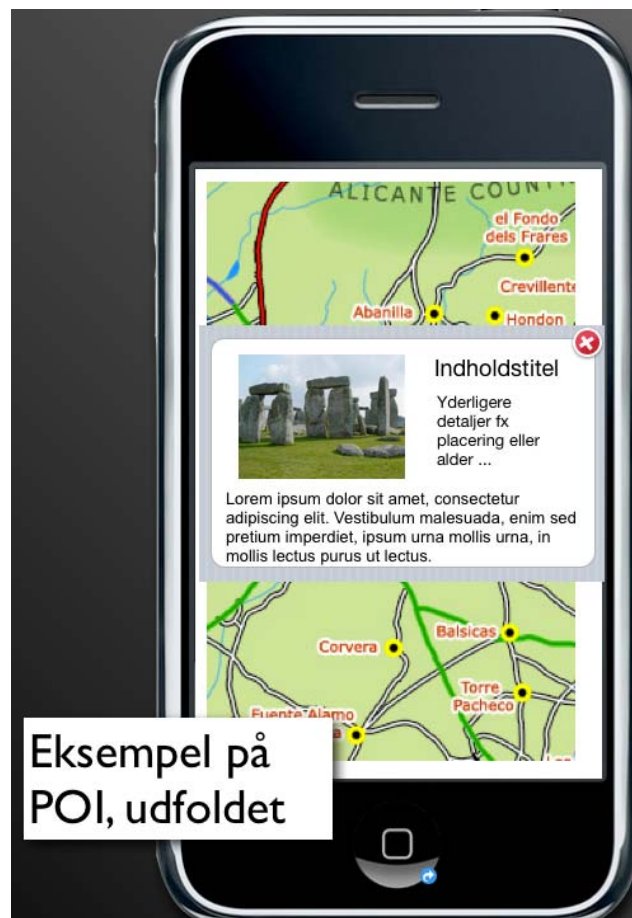 ALICANTE COUNT
el Fondo
dels Frares
Crevillente
Abanilla
Hondon
Indholdstitel
Yderligere
detaljer fx
placering eller
alder ...
Lorem ipsum dolor sit amet, consectetur
adipiscing elit. Vestibulum malesuada, enim sed
pretium imperdiet, ipsum urna mollis urna, in
mollis lectus purus ut lectus.
Corvera
Balsicas
Torre
Pacheco
Fuente Alamo
Eksempel på
POI, udfoldet